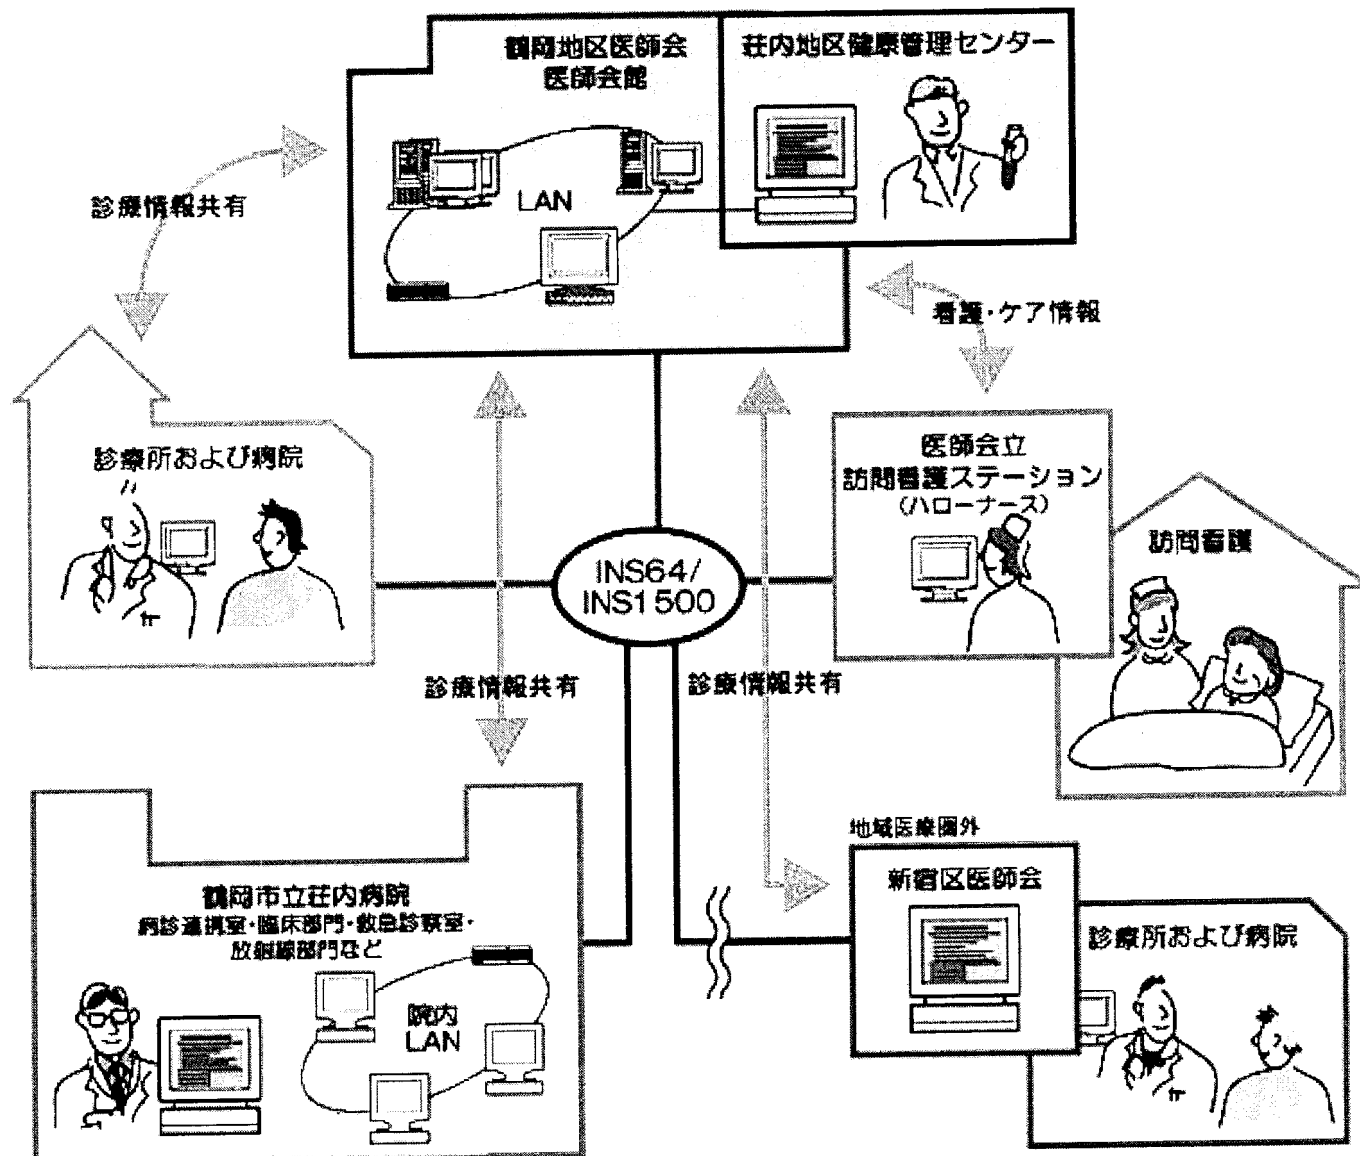 鶴岡地区医師会
医師会館
荘内地区健康管理センター
LAN
診療情報共有
看護・ケア情報
診療所および病院
医師会立
訪問看護ステーション
（ハローナース）
訪問看護
INS64/
INS1500
診療情報共有
診療情報共有
鶴岡市立荘内病院
病診連携室・臨床部門・救急診察室・
放射線部門など
院内
LAN
地域医療圏外
新宿区医師会
診療所および病院